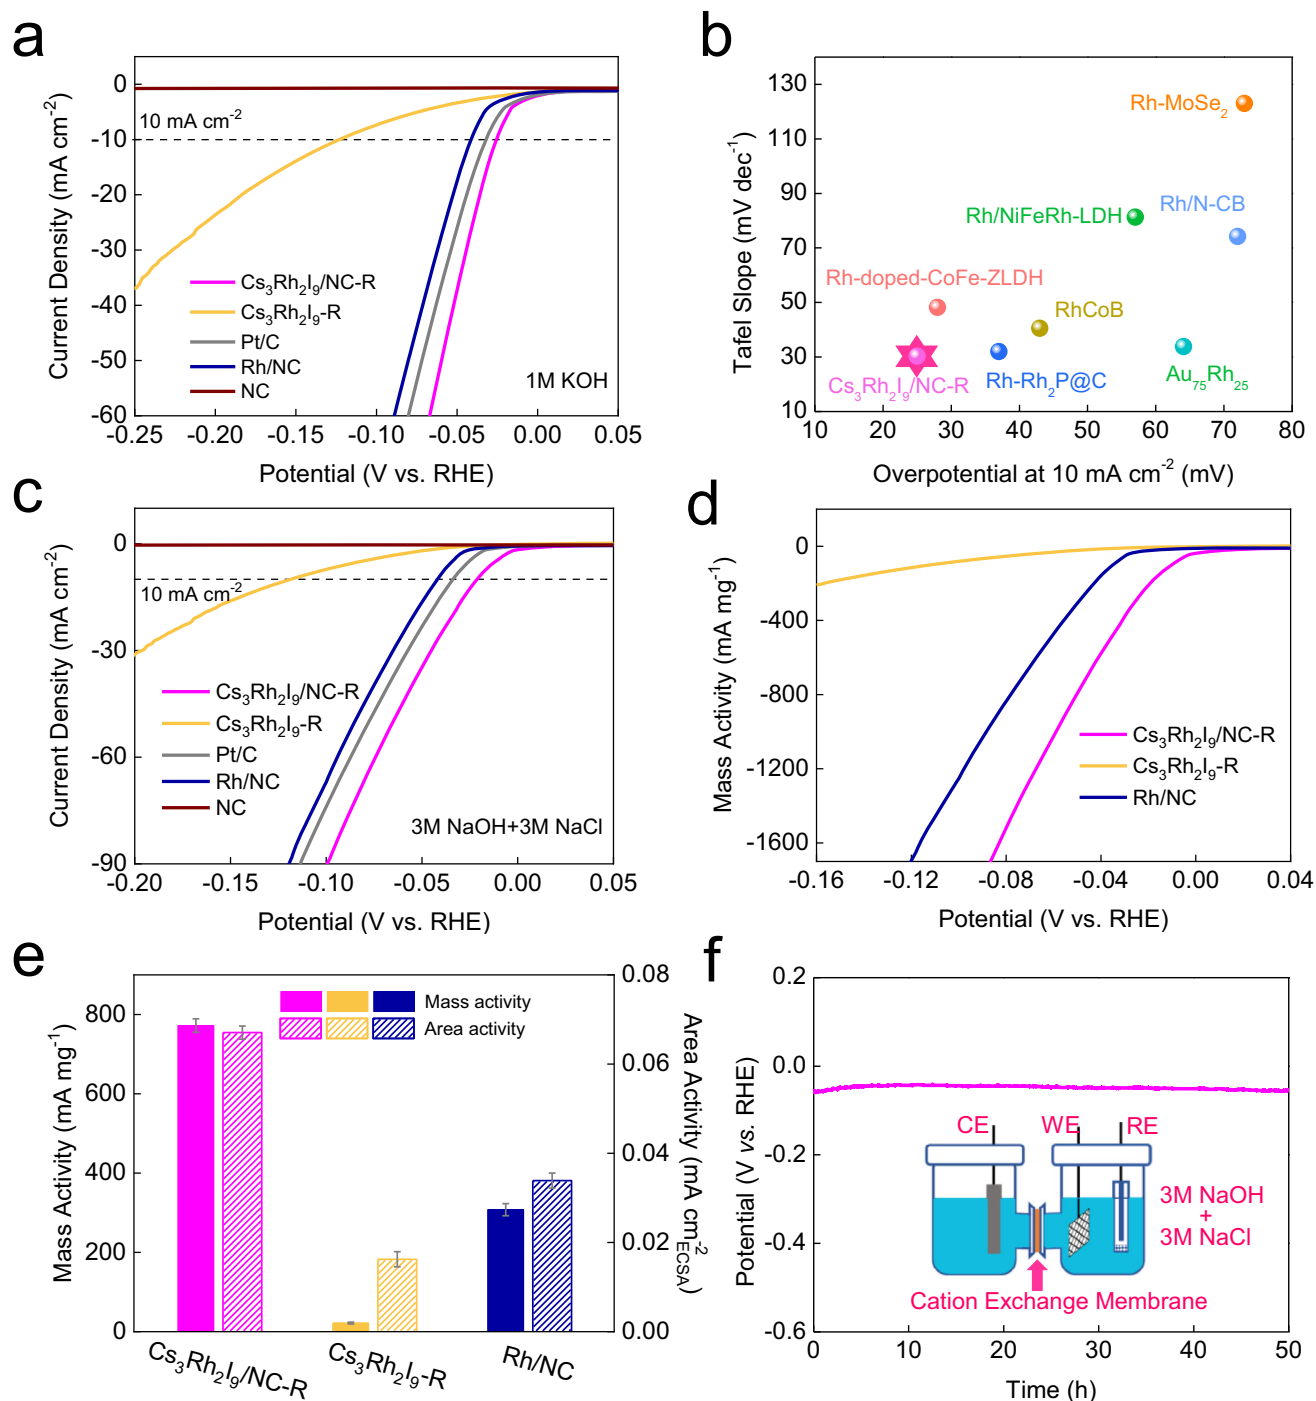 a
0
-10
-20
-30
-40
-50
-60
10 mA cm⁻²
Cs₃Rh₂I₉/NC-R
Cs₃Rh₂I₉-R
Pt/C
Rh/NC
NC
1M KOH
-0.25 -0.20 -0.15 -0.10 -0.05 0.00 0.05
Potential (V vs. RHE)
Current Density (mA cm⁻²)
b
130
110
90
70
50
30
10
Rh-MoSe₂
Rh/NiFeRh-LDH
Rh/N-CB
Rh-doped-CoFe-ZLDH
RhCoB
Cs₃Rh₂I₉/NC-R
Rh-Rh₂P@C
Au₇₅Rh₂₅
10 20 30 40 50 60 70 80
Overpotential at 10 mA cm⁻² (mV)
Tafel Slope (mV dec⁻¹)
c
0
-30
-60
-90
10 mA cm⁻²
Cs₃Rh₂I₉/NC-R
Cs₃Rh₂I₉-R
Pt/C
Rh/NC
NC
3M NaOH+3M NaCl
-0.20 -0.15 -0.10 -0.05 0.00 0.05
Potential (V vs. RHE)
Current Density (mA cm⁻²)
d
0
-400
-800
-1200
-1600
Cs₃Rh₂I₉/NC-R
Cs₃Rh₂I₉-R
Rh/NC
-0.16 -0.12 -0.08 -0.04 0.00 0.04
Potential (V vs. RHE)
Mass Activity (mA mg⁻¹)
e
800
600
400
200
0
Mass activity
Area activity
0.08
0.06
0.04
0.02
0.00
Cs₃Rh₂I₉/NC-R
Cs₃Rh₂I₉-R
Rh/NC
Mass Activity (mA mg⁻¹)
Area Activity (mA cm⁻²ECSA)
f
0.2
0.0
-0.2
-0.4
-0.6
CE WE RE
3M NaOH
+
3M NaCl
Cation Exchange Membrane
0 10 20 30 40 50
Time (h)
Potential (V vs. RHE)